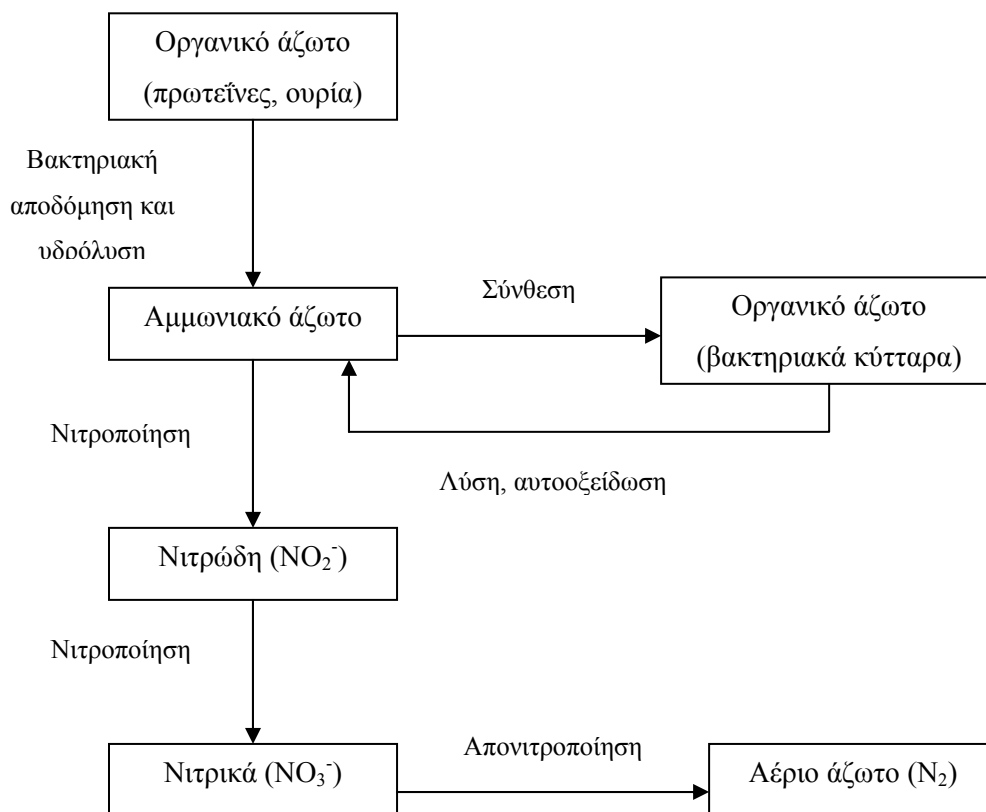 Οργανικό άζωτο
(πρωτεΐνες, ουρία)
Βακτηριακή
αποδόμηση και
υδρόλυση
Αμμωνιακό άζωτο
Σύνθεση
Οργανικό άζωτο
(βακτηριακά κύτταρα)
Νιτροποίηση
Λύση, αυτοοξείδωση
Νιτρώδη (NO₂⁻)
Νιτροποίηση
Νιτρικά (NO₃⁻)
Απονιτροποίηση
Αέριο άζωτο (N₂)